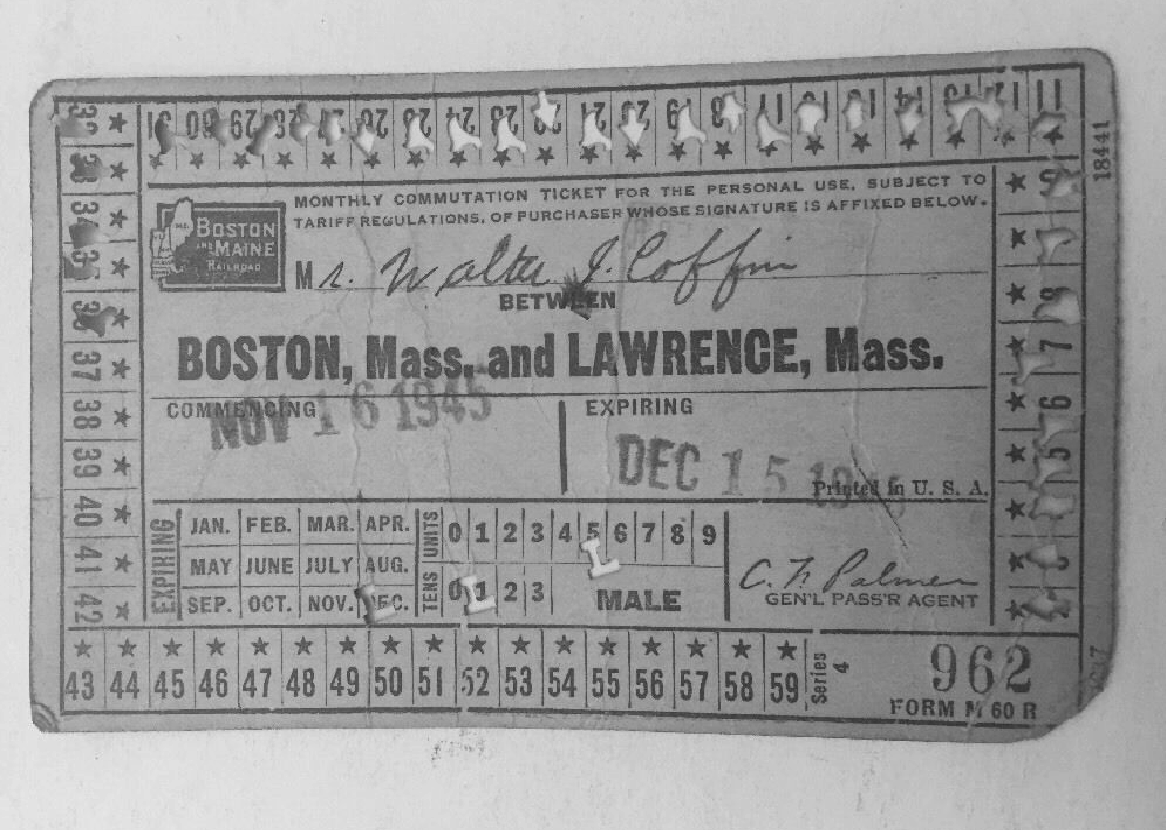 32 ★ 31 30 29 28 27 26 25 24 23 22 21 20 19 18 17 16 15 14 13 12 11
★ ★ ★ ★ ★ ★ ★ ★ ★ ★ ★ ★ ★ ★ ★ ★ ★ ★ ★ ★
33 ★
34 ★
35 ★
36 ★
37 ★
38 ★
39 ★
40 ★
41 ★
42 ★
MONTHLY COMMUTATION TICKET FOR THE PERSONAL USE, SUBJECT TO
TARIFF REGULATIONS, OF PURCHASER WHOSE SIGNATURE IS AFFIXED BELOW.
BOSTON
AND MAINE
RAILROAD
Mr. Walter J. Coffin
BETWEEN
BOSTON, Mass. and LAWRENCE, Mass.
COMMENCING
NOV 16 1945
EXPIRING
DEC 15 1945
Printed in U. S. A.
EXPIRING
JAN. FEB. MAR. APR.
MAY JUNE JULY AUG.
SEP. OCT. NOV. DEC.
UNITS 0 1 2 3 4 5 6 7 8 9
TENS 0 1 2 3
MALE
C. F. Palmer
GEN'L PASS'R AGENT
★ 8
★ 7
★ 6
★ 5
★ 2
18441
★ ★ ★ ★ ★ ★ ★ ★ ★ ★ ★ ★ ★ ★ ★ ★ ★
43 44 45 46 47 48 49 50 51 52 53 54 55 56 57 58 59
Series 4
962
FORM M 60 R